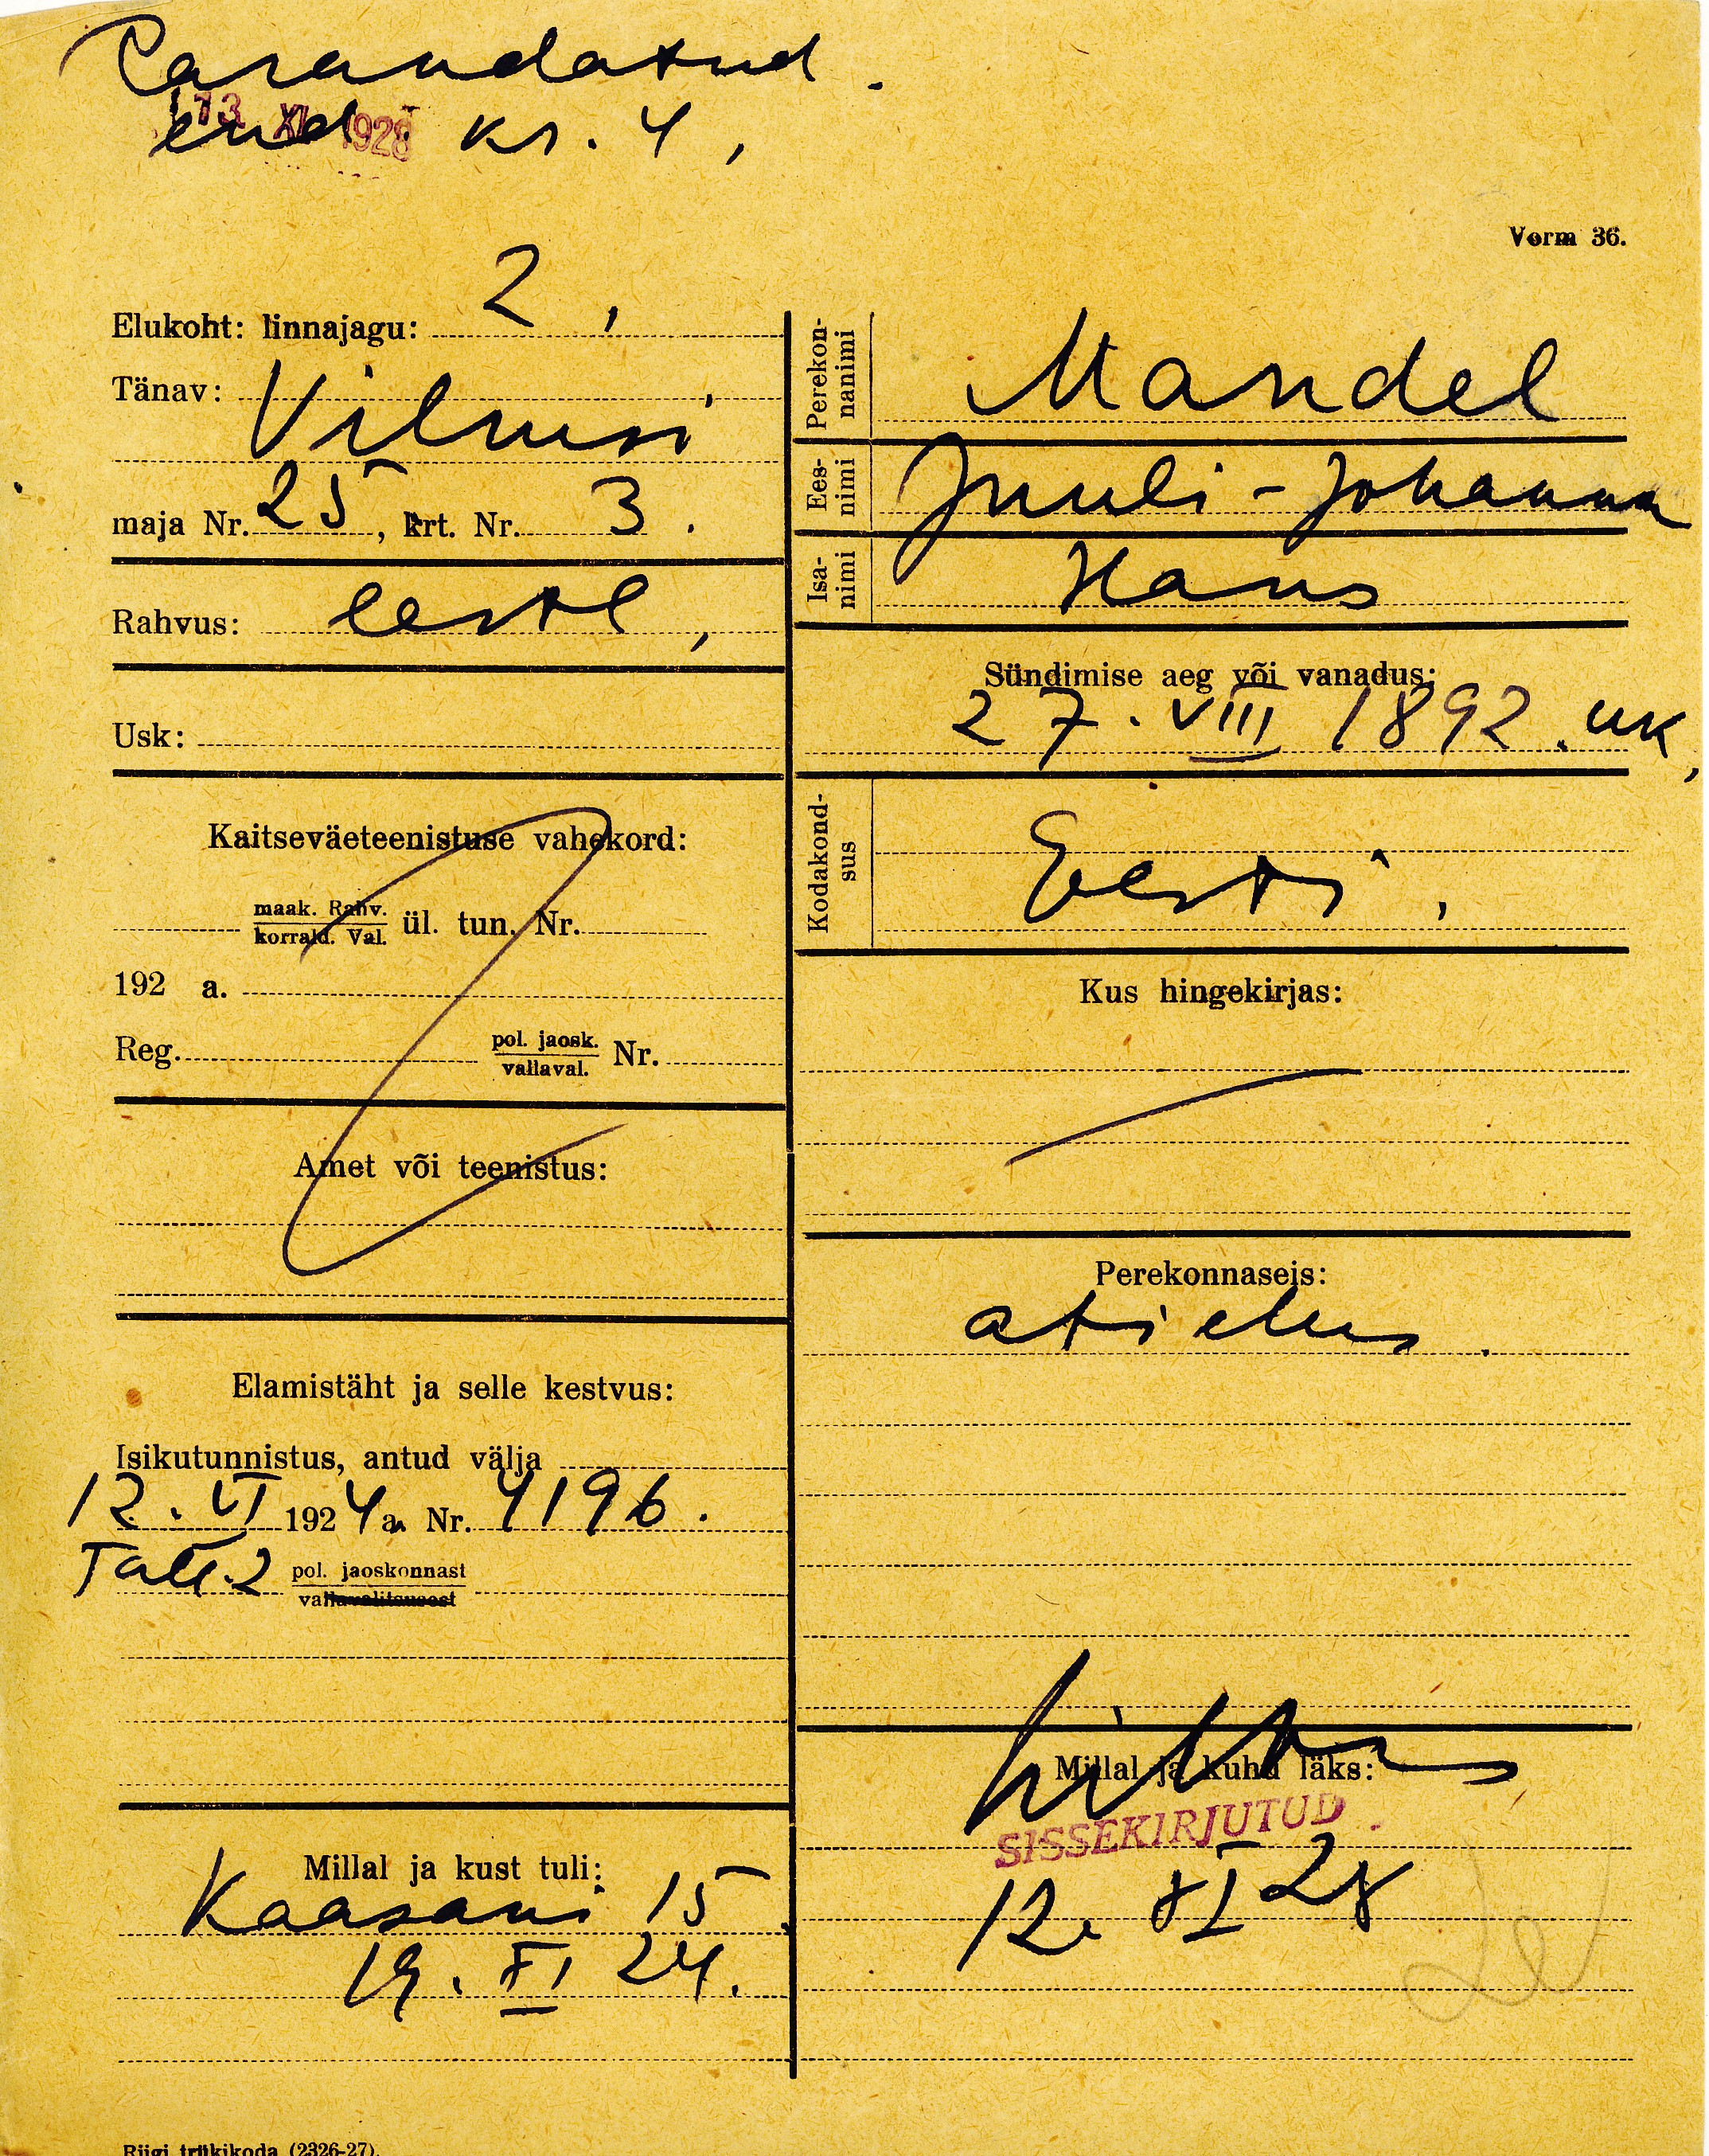 Parandatud.
end. kr. 4,
13 XI 1928
Vorm 36.
Elukoht: linnajagu: 2,
Tänav: Vilmsi,
maja Nr. 25, krt. Nr. 3.
Rahvus: eestl,
Usk:
Kaitseväeteenistuse vahekord:
maak. Rahv.
korrald. Val. ül. tun. Nr.
192 a.
Reg. pol. jaosk.
vallaval. Nr.
Amet või teenistus:
Elamistäht ja selle kestvus:
Isikutunnistus, antud välja
12. VI 1924 a. Nr. 4196.
Tall. 2 pol. jaoskonnast
vallavalitsusest
Millal ja kust tuli:
Kaasani 15.
19. XI 24.
Perekonnanimi Mandel
Eesnimi Juuli-Johanna
Isanimi Hans
Sündimise aeg või vanadus:
27. VIII 1892. uk,
Kodakondsus Eesti,
Kus hingekirjas:
Perekonnaseis:
abielus.
Millal ja kuhu läks:
SISSEKIRJUTUD
12. XI 28
Riigi trükikoda (2326-27).